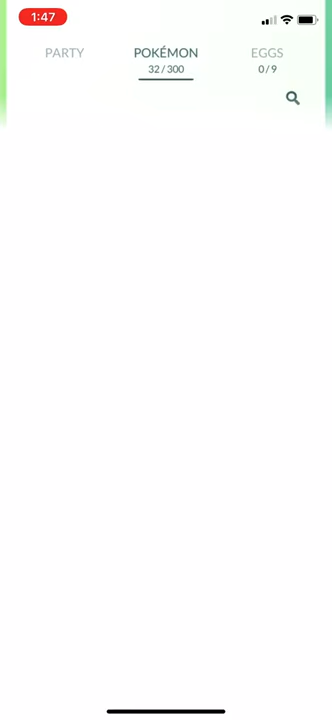 1:47
PARTY
POKÉMON
EGGS
32 / 300
0 / 9